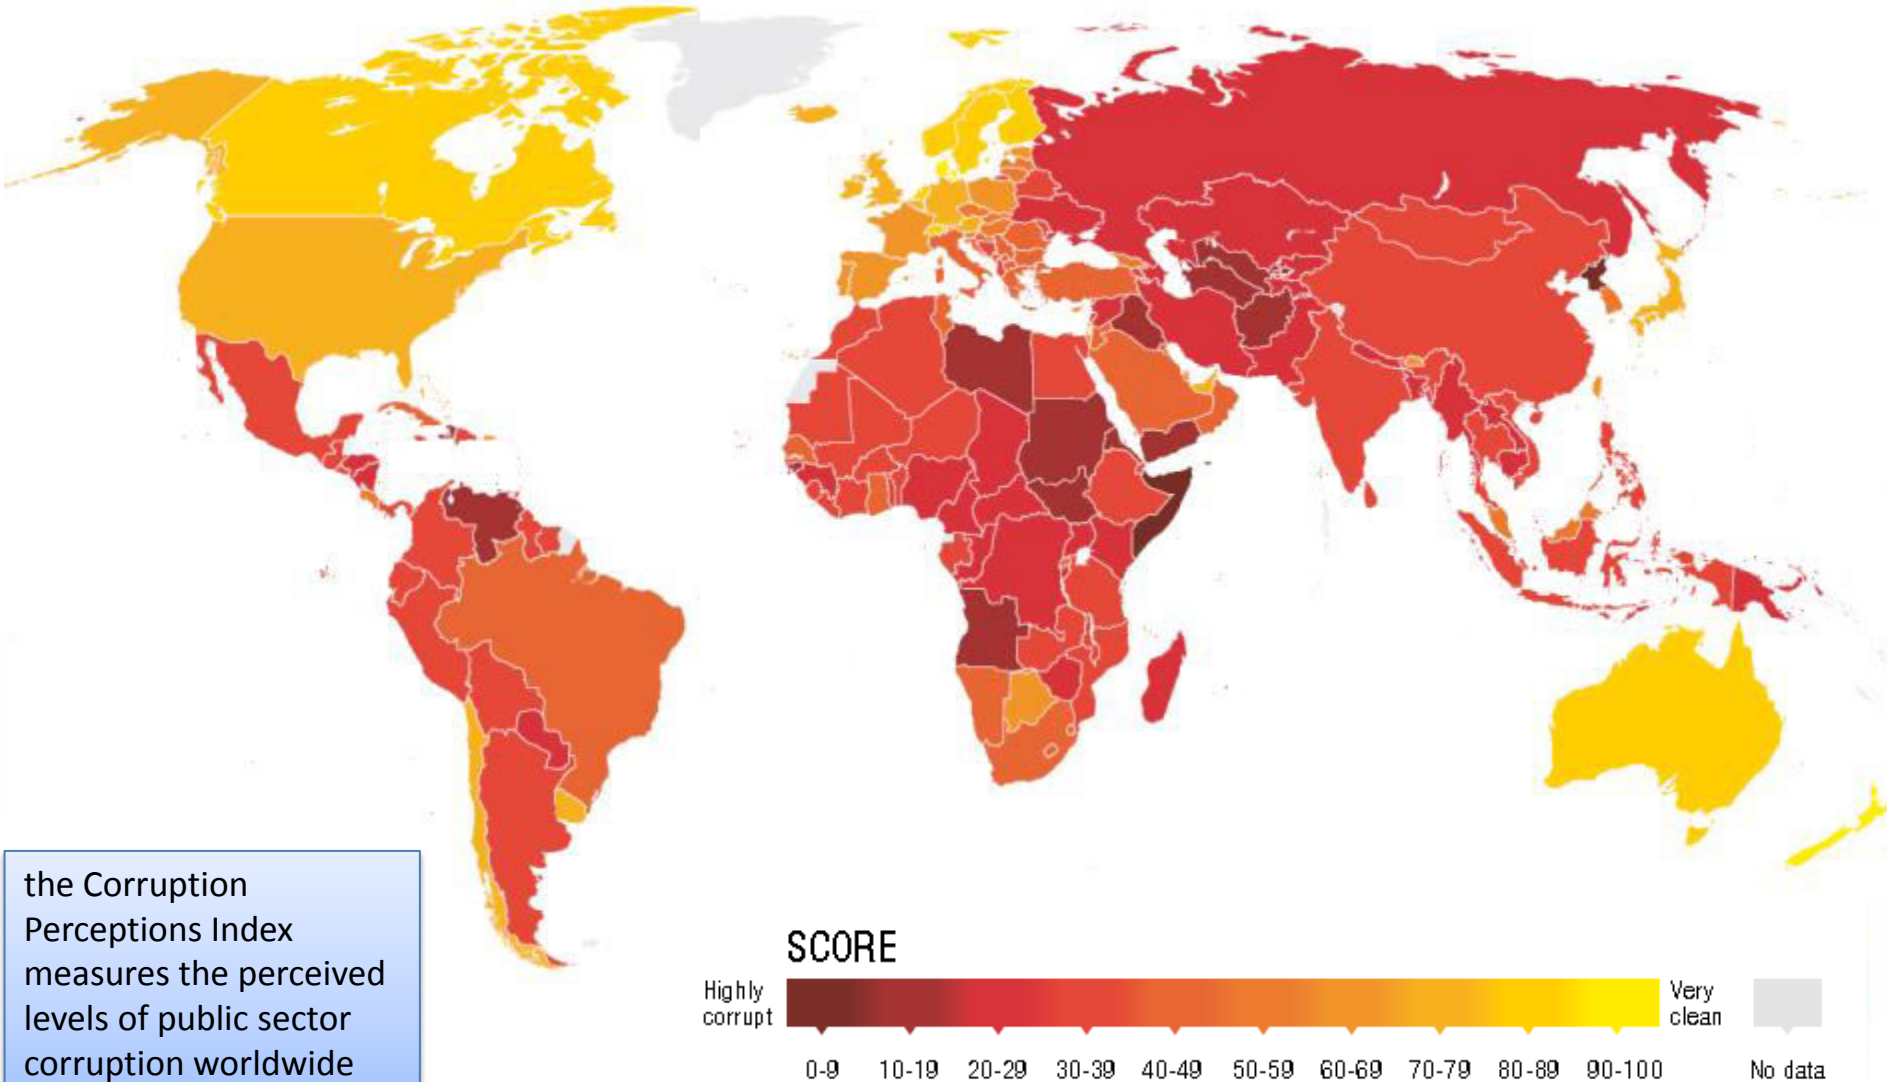 the Corruption
Perceptions Index
measures the perceived
levels of public sector
corruption worldwide
SCORE
Highly
corrupt
Very
clean
0-9 10-19 20-29 30-39 40-49 50-59 60-69 70-79 80-89 90-100 No data